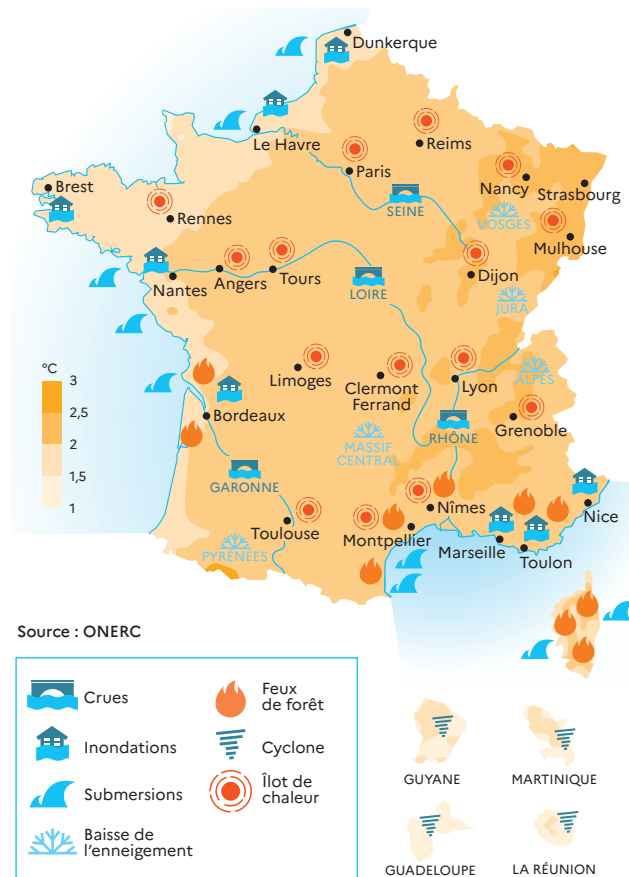 Dunkerque
Le Havre
Reims
Paris
Nancy
Strasbourg
Brest
Rennes
SEINE
VOSGES
Mulhouse
Nantes
Angers
Tours
LOIRE
Dijon
JURA
°C
3
2,5
2
1,5
1
Limoges
Clermont
Ferrand
Lyon
ALPES
Bordeaux
MASSIF
CENTRAL
RHÔNE
Grenoble
GARONNE
Nîmes
Nice
Toulouse
Montpellier
Marseille
Toulon
PYRÉNÉES
Source : ONERC
Crues
Feux
de forêt
Inondations
Cyclone
Submersions
Îlot de
chaleur
Baisse de
l'enneigement
GUYANE
MARTINIQUE
GUADELOUPE
LA RÉUNION